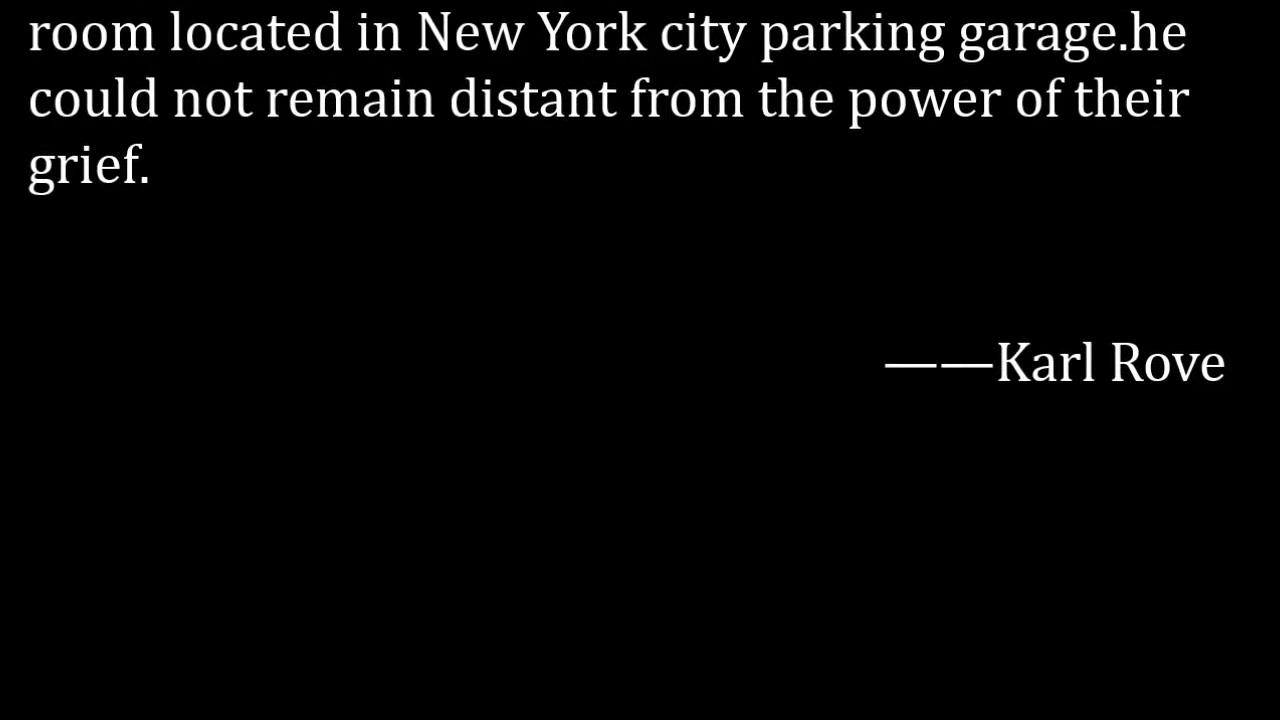 room located in New York city parking garage.he
could not remain distant from the power of their
grief.
——Karl Rove